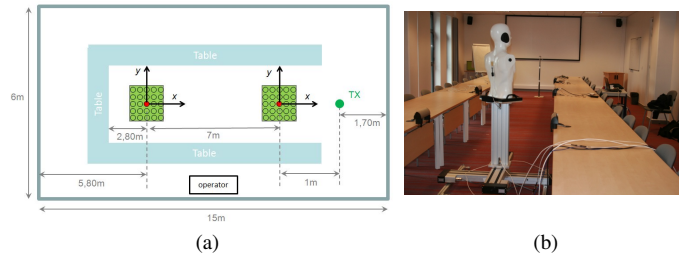 Table
y
y
TX
x
x
6m
Table
2,80m
7m
1,70m
Table
5,80m
operator
1m
15m
(a)
(b)